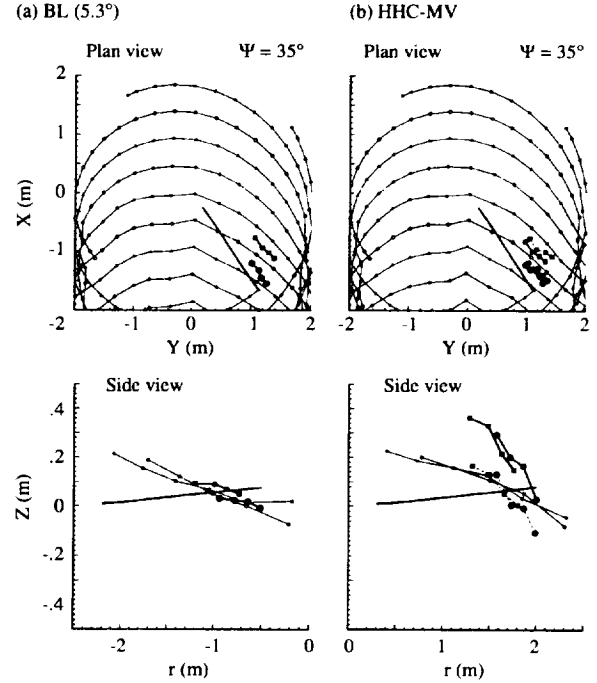 (a) BL (5.3°)
(b) HHC-MV
Plan view
Ψ = 35°
Plan view
Ψ = 35°
2
1
0
-1
-2
X (m)
-2
-1
0
1
2
-2
-1
0
1
2
Y (m)
Y (m)
Side view
Side view
.4
.2
0
-.2
-.4
Z (m)
-2
-1
0
0
1
2
r (m)
r (m)